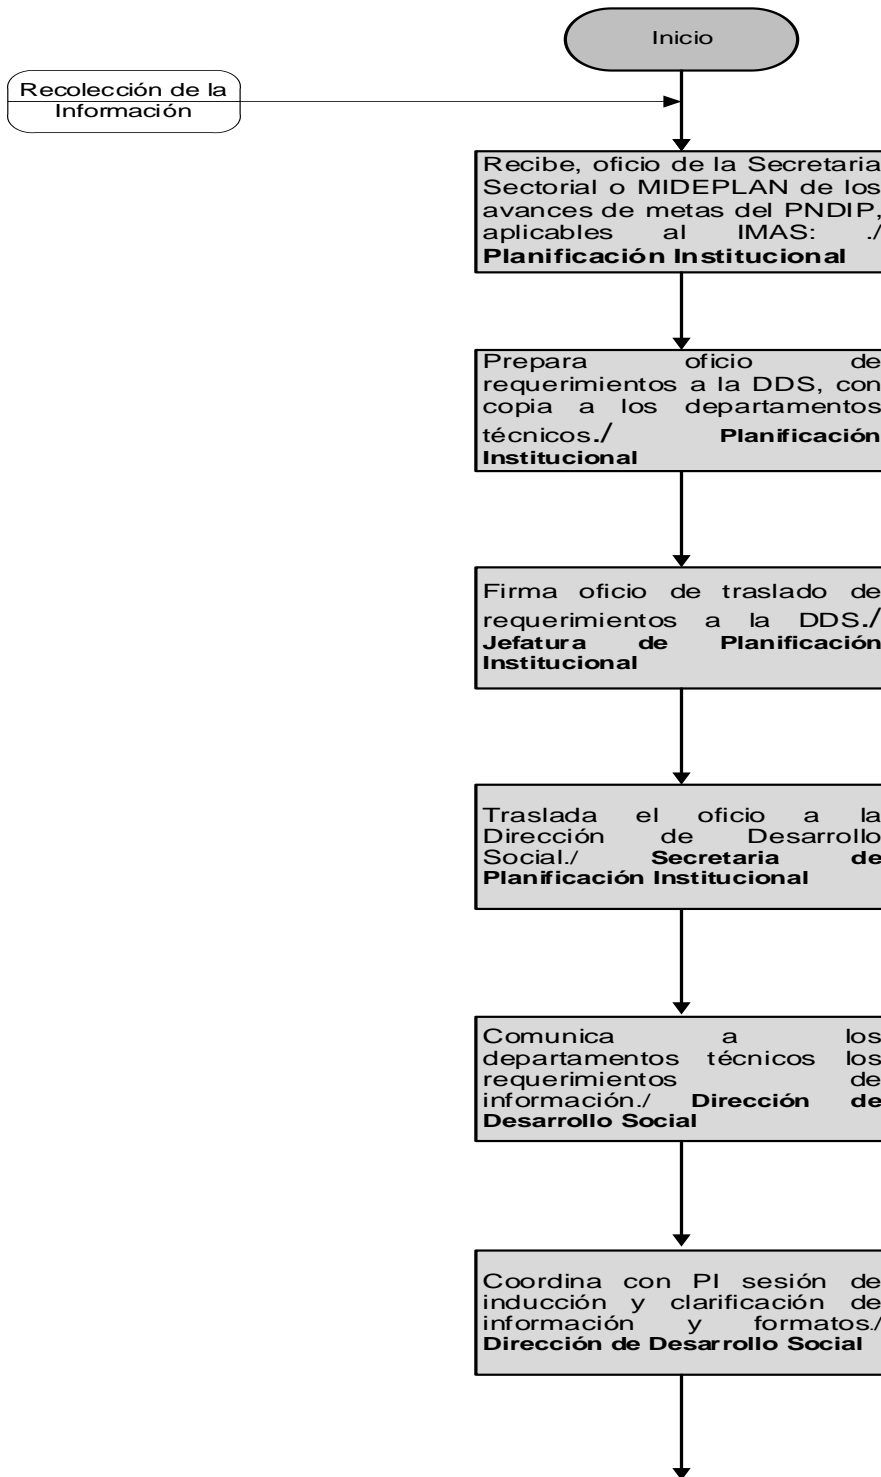 Inicio
Recolección de la
Información
Recibe, oficio de la Secretaria
Sectorial o MIDEPLAN de los
avances de metas del PNDIP,
aplicables al IMAS: ./
Planificación Institucional
Prepara oficio de
requerimientos a la DDS, con
copia a los departamentos
técnicos./ Planificación
Institucional
Firma oficio de traslado de
requerimientos a la DDS./
Jefatura de Planificación
Institucional
Traslada el oficio a la
Dirección de Desarrollo
Social./ Secretaria de
Planificación Institucional
Comunica a los
departamentos técnicos los
requerimientos de
información./ Dirección de
Desarrollo Social
Coordina con PI sesión de
inducción y clarificación de
información y formatos./
Dirección de Desarrollo Social